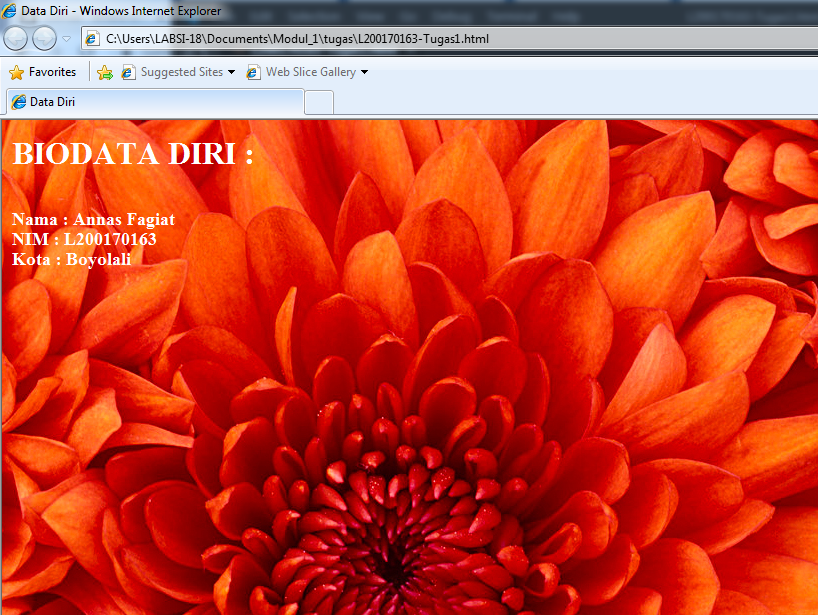 Data Diri - Windows Internet Explorer
C:\Users\LABSI-18\Documents\Modul_1\tugas\L200170163-Tugas1.html
Favorites Suggested Sites Web Slice Gallery
Data Diri
BIODATA DIRI :
Nama : Annas Fagiat
NIM : L200170163
Kota : Boyolali